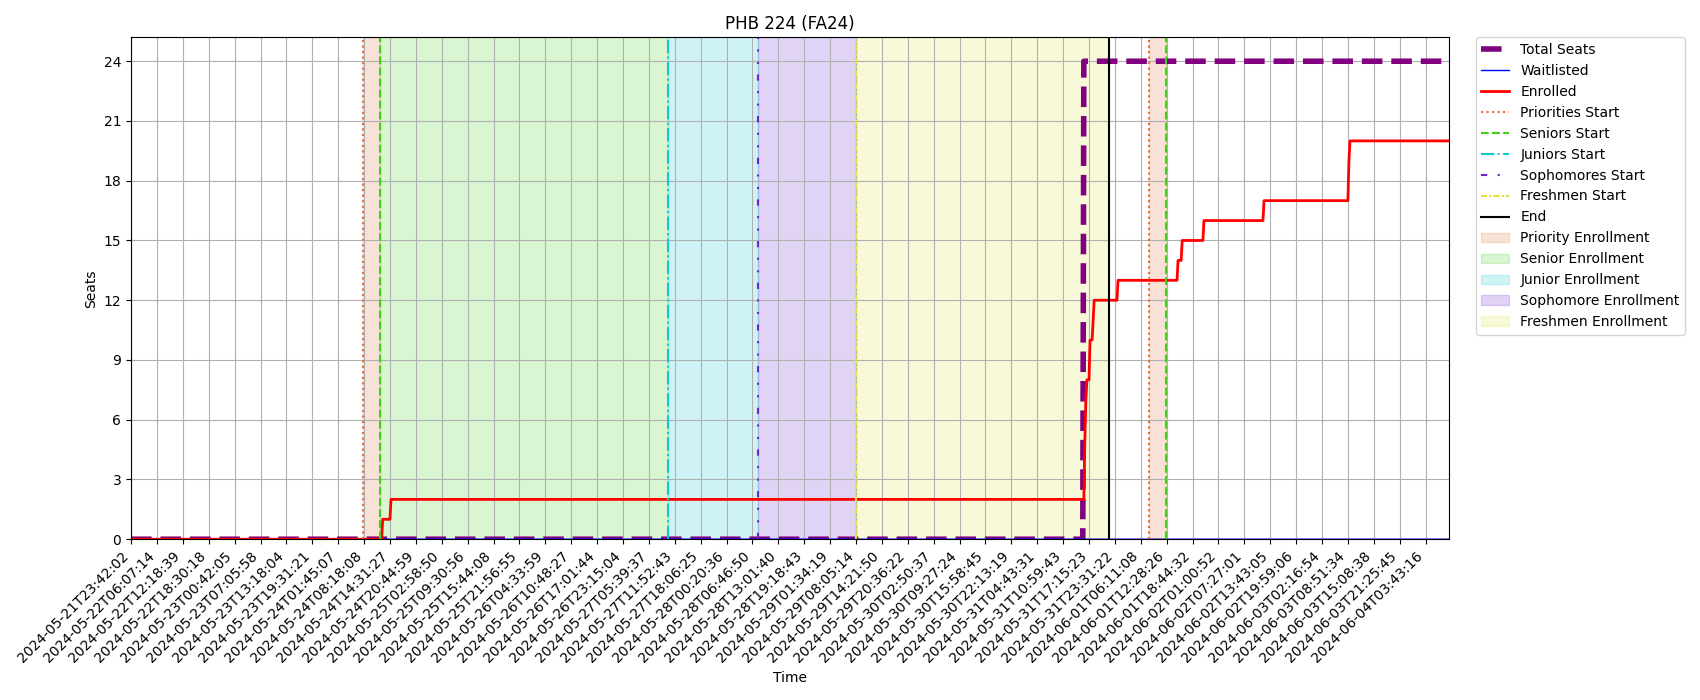 PHB 224 (FA24)
24
21
18
15
12
9
6
3
0
Seats
2024-05-21T23:42:02
2024-05-22T06:07:14
2024-05-22T12:18:39
2024-05-22T18:30:18
2024-05-23T00:42:05
2024-05-23T07:05:58
2024-05-23T13:18:04
2024-05-23T19:31:21
2024-05-24T01:45:07
2024-05-24T08:18:08
2024-05-24T14:31:27
2024-05-24T20:44:59
2024-05-25T02:58:50
2024-05-25T09:30:56
2024-05-25T15:44:08
2024-05-25T21:56:55
2024-05-26T04:33:59
2024-05-26T10:48:27
2024-05-26T17:01:44
2024-05-26T23:15:04
2024-05-27T05:39:37
2024-05-27T11:52:43
2024-05-27T18:06:25
2024-05-28T00:20:36
2024-05-28T06:46:50
2024-05-28T13:01:40
2024-05-28T19:18:43
2024-05-29T01:34:19
2024-05-29T08:05:14
2024-05-29T14:21:50
2024-05-29T20:36:22
2024-05-30T02:50:37
2024-05-30T09:27:24
2024-05-30T15:58:45
2024-05-30T22:13:19
2024-05-31T04:43:31
2024-05-31T10:59:43
2024-05-31T17:15:23
2024-05-31T23:31:22
2024-06-01T06:11:08
2024-06-01T12:28:26
2024-06-01T18:44:32
2024-06-02T01:00:52
2024-06-02T07:27:01
2024-06-02T13:43:05
2024-06-02T19:59:06
2024-06-03T02:16:54
2024-06-03T08:51:34
2024-06-03T15:08:38
2024-06-03T21:25:45
2024-06-04T03:43:16
Time
Total Seats
Waitlisted
Enrolled
Priorities Start
Seniors Start
Juniors Start
Sophomores Start
Freshmen Start
End
Priority Enrollment
Senior Enrollment
Junior Enrollment
Sophomore Enrollment
Freshmen Enrollment